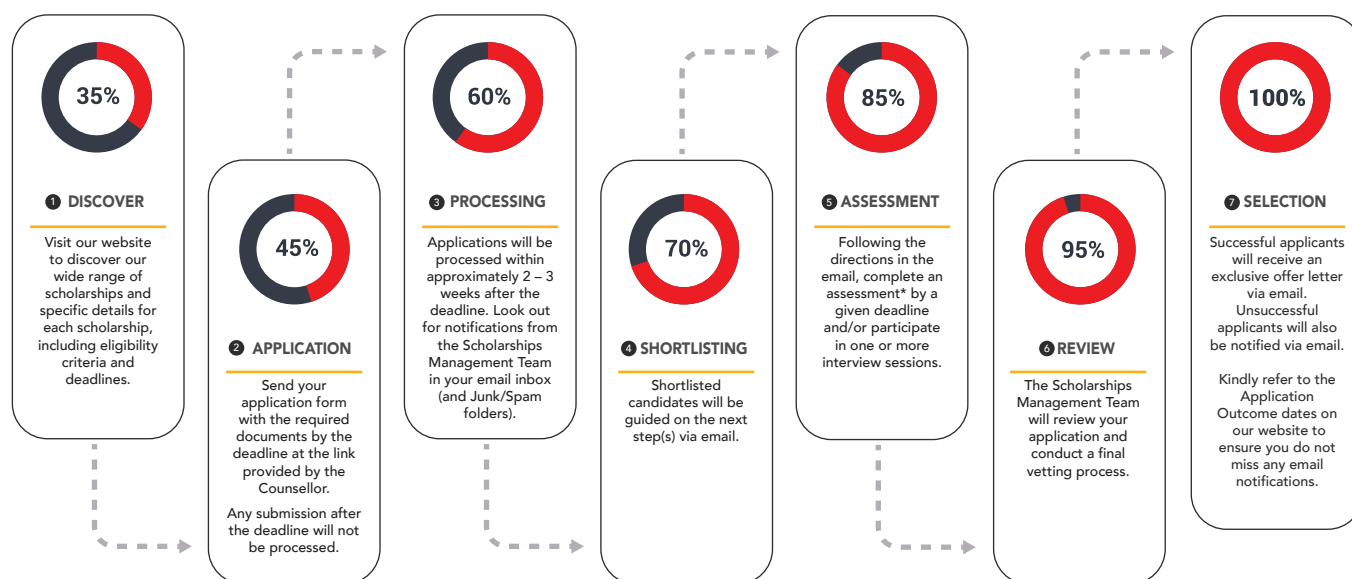 35%
1 DISCOVER
Visit our website
to discover our
wide range of
scholarships and
specific details for
each scholarship,
including eligibility
criteria and
deadlines.
45%
2 APPLICATION
Send your
application form
with the required
documents by the
deadline at the link
provided by the
Counsellor.
Any submission after
the deadline will not
be processed.
60%
3 PROCESSING
Applications will be
processed within
approximately 2 – 3
weeks after the
deadline. Look out
for notifications from
the Scholarships
Management Team
in your email inbox
(and Junk/Spam
folders).
70%
4 SHORTLISTING
Shortlisted
candidates will be
guided on the next
step(s) via email.
85%
5 ASSESSMENT
Following the
directions in the
email, complete an
assessment* by a
given deadline
and/or participate
in one or more
interview sessions.
95%
6 REVIEW
The Scholarships
Management Team
will review your
application and
conduct a final
vetting process.
100%
7 SELECTION
Successful applicants
will receive an
exclusive offer letter
via email.
Unsuccessful
applicants will also
be notified via email.
Kindly refer to the
Application
Outcome dates on
our website to
ensure you do not
miss any email
notifications.